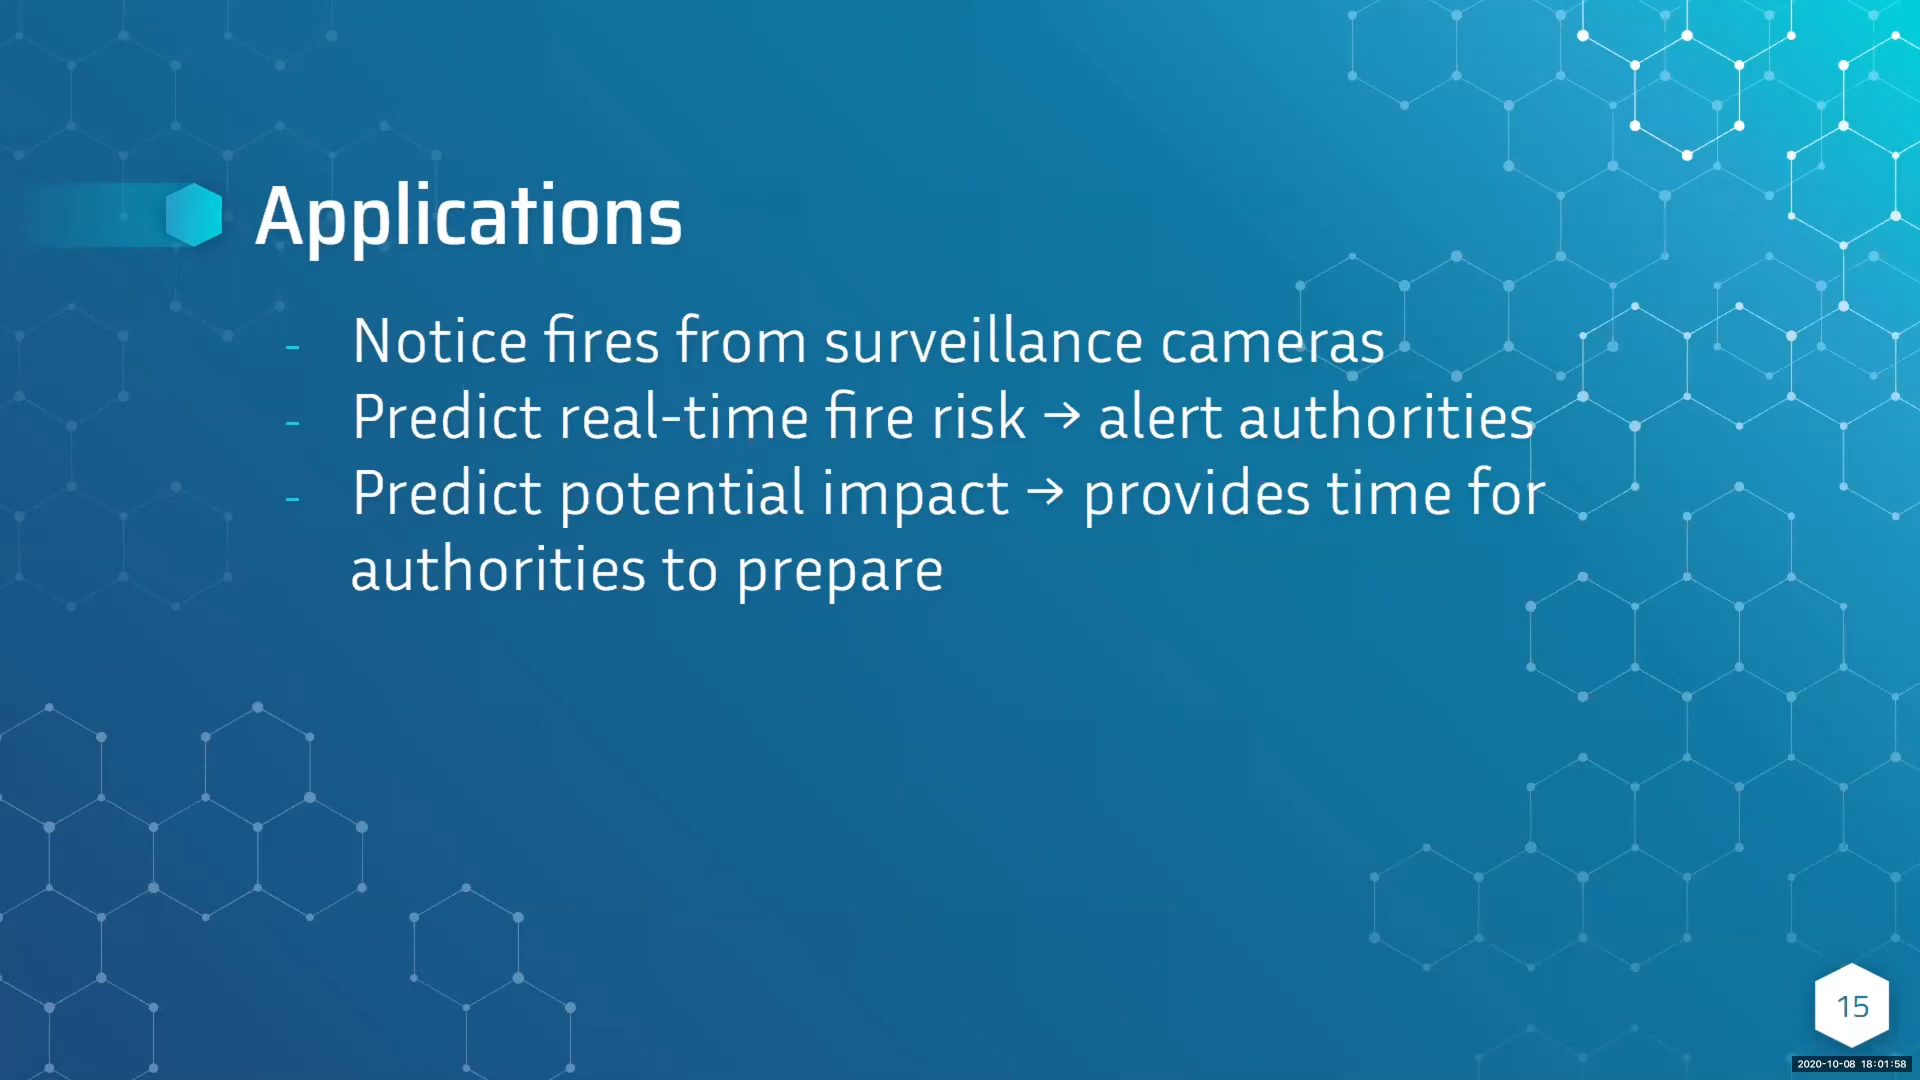 Applications
- Notice fires from surveillance cameras
- Predict real-time fire risk → alert authorities
- Predict potential impact → provides time for
authorities to prepare
15
2020-10-08 18:01:58